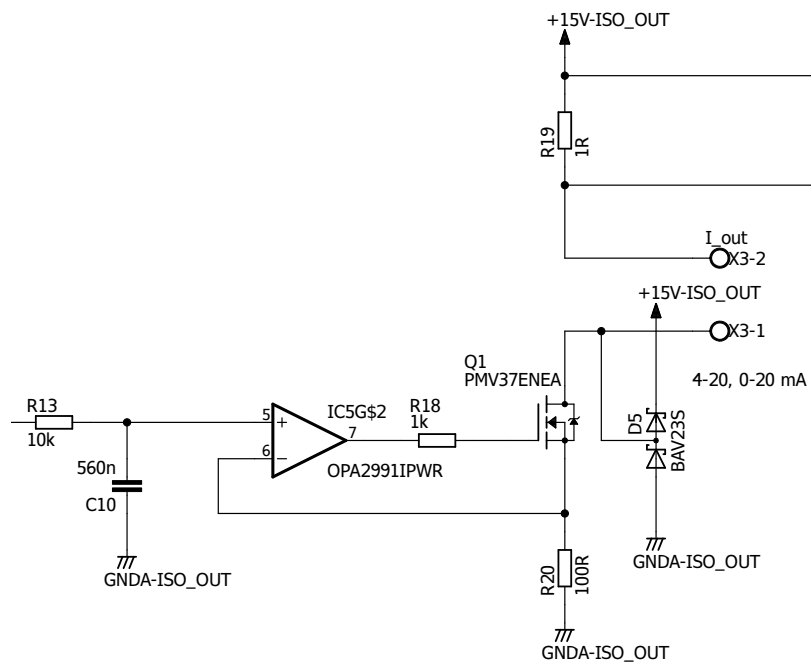 +15V-ISO_OUT
R19
1R
I_out
X3-2
+15V-ISO_OUT
X3-1
Q1
PMV37ENEA
4-20, 0-20 mA
R13
10k
5
+
6
−
7
IC5G$2
OPA2991IPWR
R18
1k
D5
BAV23S
560n
C10
GNDA-ISO_OUT
R20
100R
GNDA-ISO_OUT
GNDA-ISO_OUT